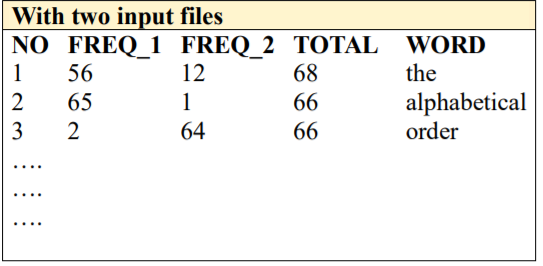 With two input files
NO FREQ_1 FREQ_2 TOTAL WORD
1 56 12 68 the
2 65 1 66 alphabetical
3 2 64 66 order
....
....
....